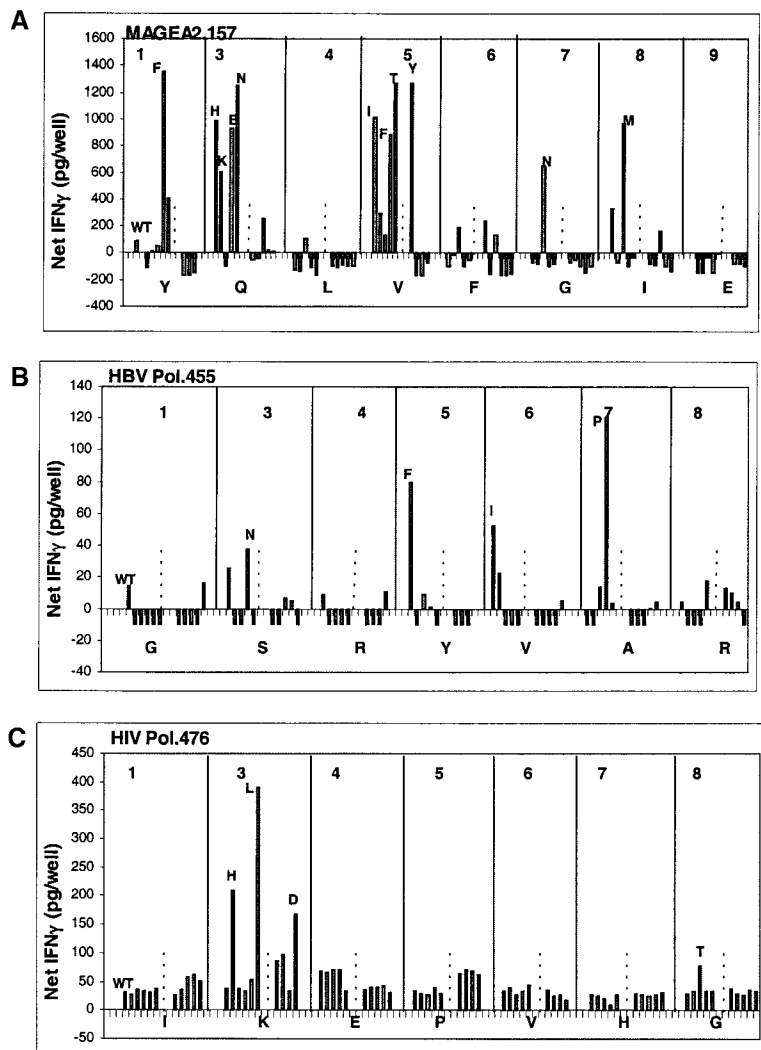 A
MAGEA2.157
1600
1400
1200
1000
800
600
400
200
0
-200
-400
Net IFNγ (pg/well)
1 3 4 5 6 7 8 9
WT F H K E N I F T Y N M
Y Q L V F G I E
B
HBV Pol.455
140
120
100
80
60
40
20
0
-20
-40
Net IFNγ (pg/well)
1 3 4 5 6 7 8
WT N F I P
G S R Y V A R
C
HIV Pol.476
450
400
350
300
250
200
150
100
50
0
-50
Net IFNγ (pg/well)
1 3 4 5 6 7 8
WT H L D T
I K E P V H G